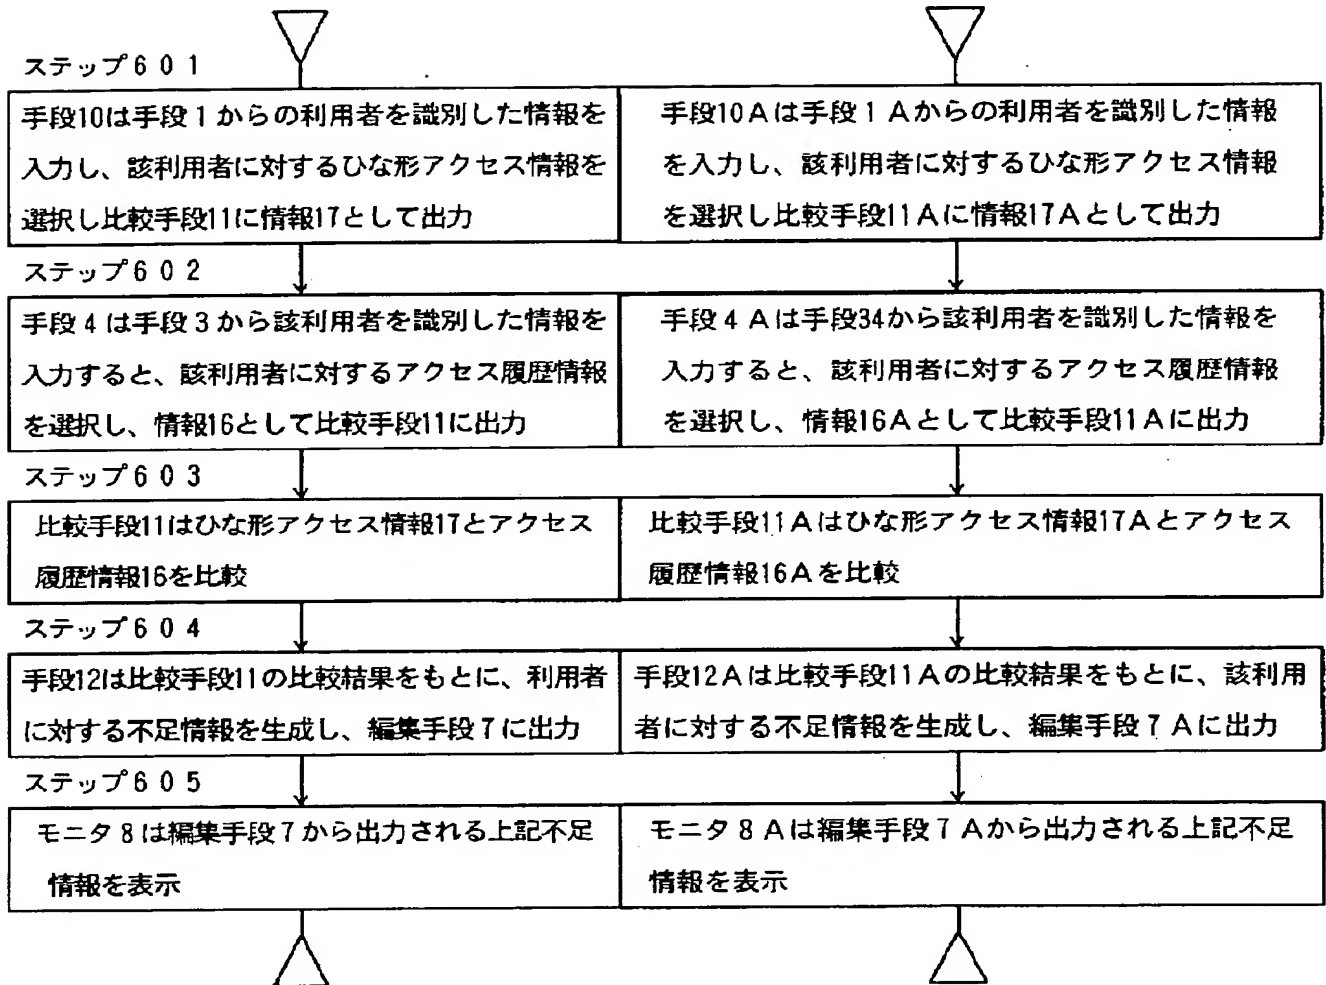 ステップ601
手段10は手段1からの利用者を識別した情報を
入力し、該利用者に対するひな形アクセス情報を
選択し比較手段11に情報17として出力
手段10Aは手段1Aからの利用者を識別した情報
を入力し、該利用者に対するひな形アクセス情報
を選択し比較手段11Aに情報17Aとして出力
ステップ602
手段4は手段3から該利用者を識別した情報を
入力すると、該利用者に対するアクセス履歴情報
を選択し、情報16として比較手段11に出力
手段4Aは手段34から該利用者を識別した情報を
入力すると、該利用者に対するアクセス履歴情報
を選択し、情報16Aとして比較手段11Aに出力
ステップ603
比較手段11はひな形アクセス情報17とアクセス
履歴情報16を比較
比較手段11Aはひな形アクセス情報17Aとアクセス
履歴情報16Aを比較
ステップ604
手段12は比較手段11の比較結果をもとに、利用者
に対する不足情報を生成し、編集手段7に出力
手段12Aは比較手段11Aの比較結果をもとに、該利用
者に対する不足情報を生成し、編集手段7Aに出力
ステップ605
モニタ8は編集手段7から出力される上記不足
情報を表示
モニタ8Aは編集手段7Aから出力される上記不足
情報を表示